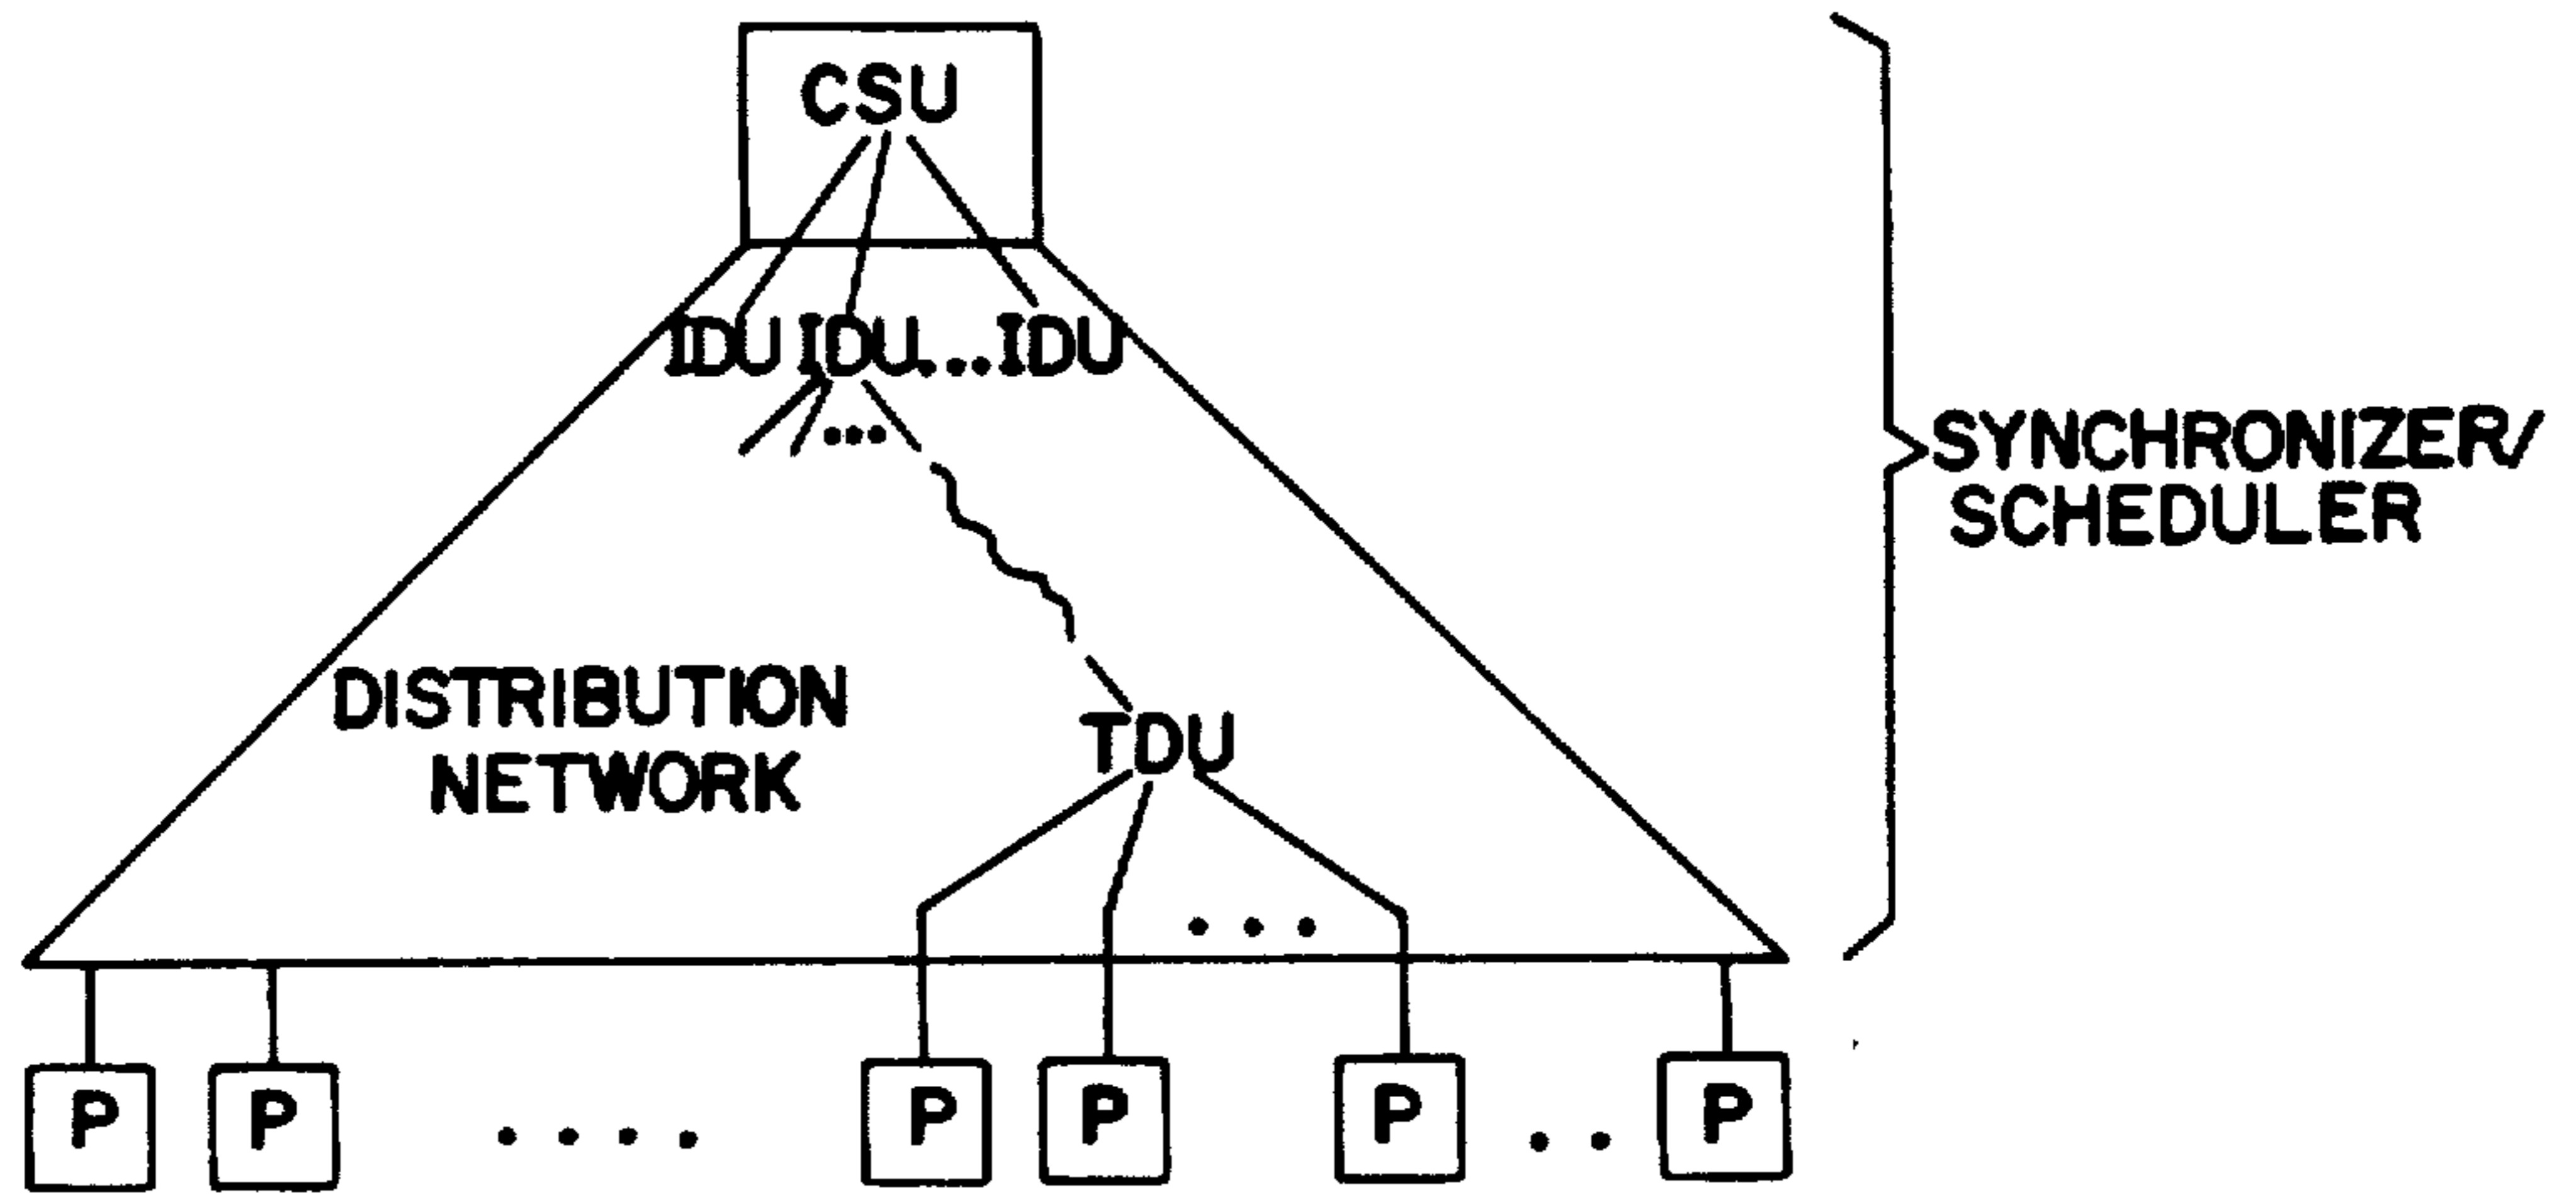 CSU
IDU IDU...IDU
...
SYNCHRONIZER/
SCHEDULER
DISTRIBUTION
NETWORK
TDU
. . .
P P . . . . P P P . . P